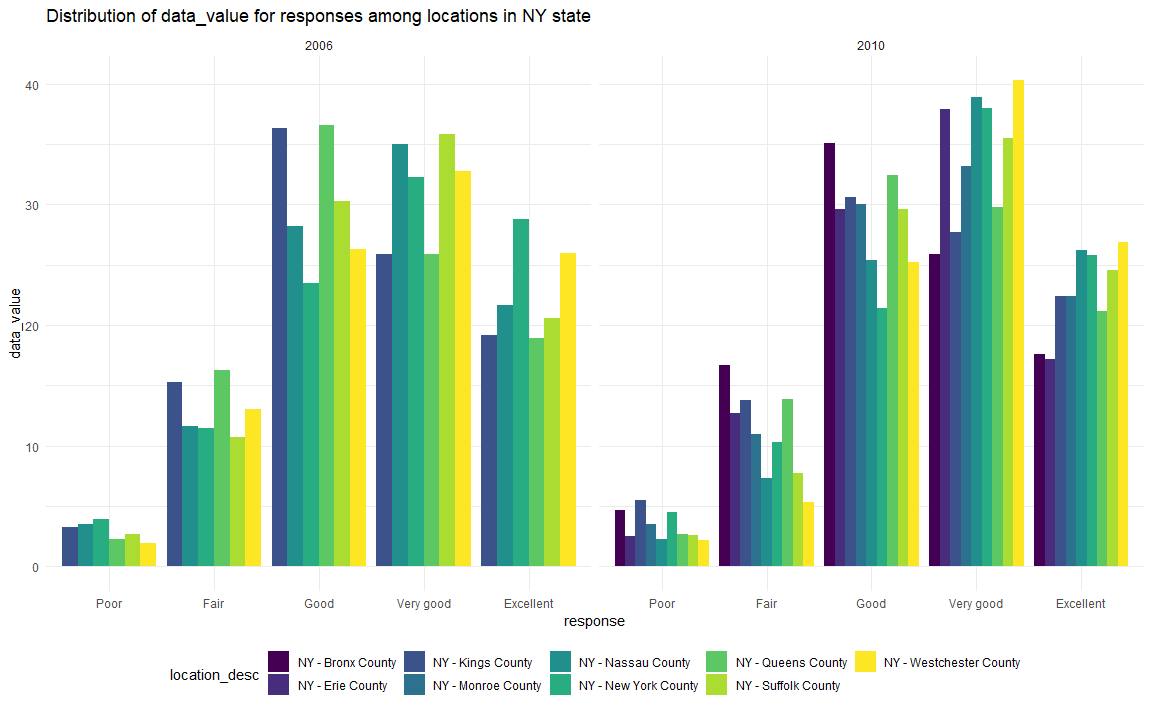 Distribution of data_value for responses among locations in NY state
2006
2010
data_value
40
30
20
10
0
Poor Fair Good Very good Excellent
Poor Fair Good Very good Excellent
response
location_desc
NY - Bronx County NY - Kings County NY - Nassau County NY - Queens County NY - Westchester County
NY - Erie County NY - Monroe County NY - New York County NY - Suffolk County